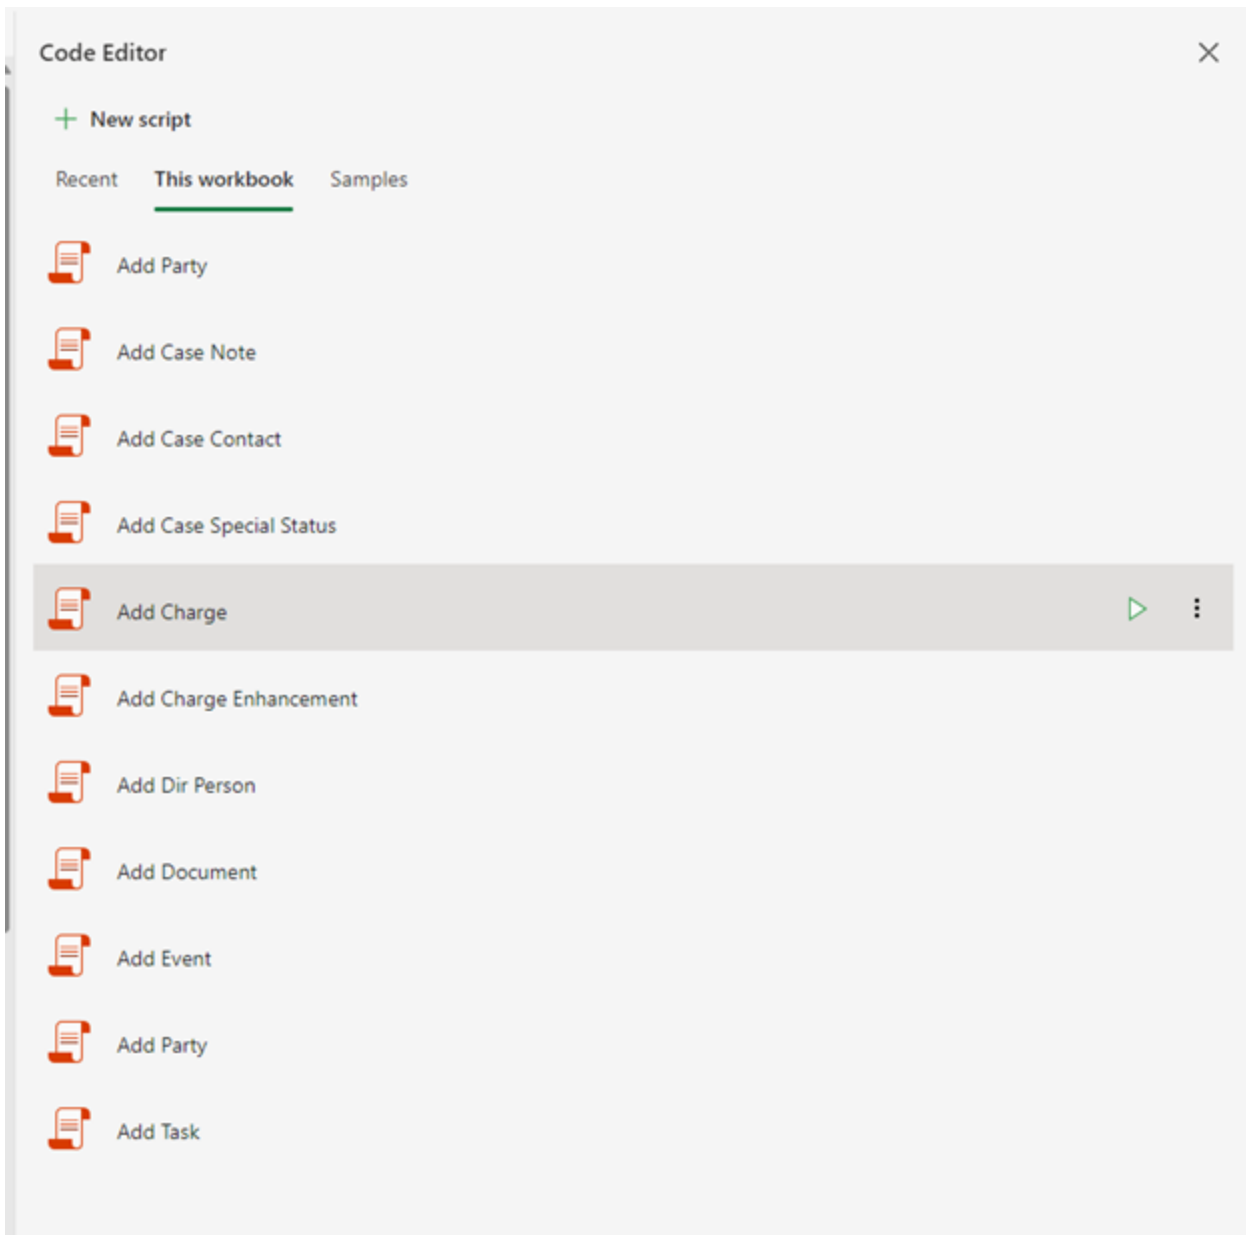 Code Editor
New script
Recent This workbook Samples
Add Party
Add Case Note
Add Case Contact
Add Case Special Status
Add Charge
Add Charge Enhancement
Add Dir Person
Add Document
Add Event
Add Party
Add Task